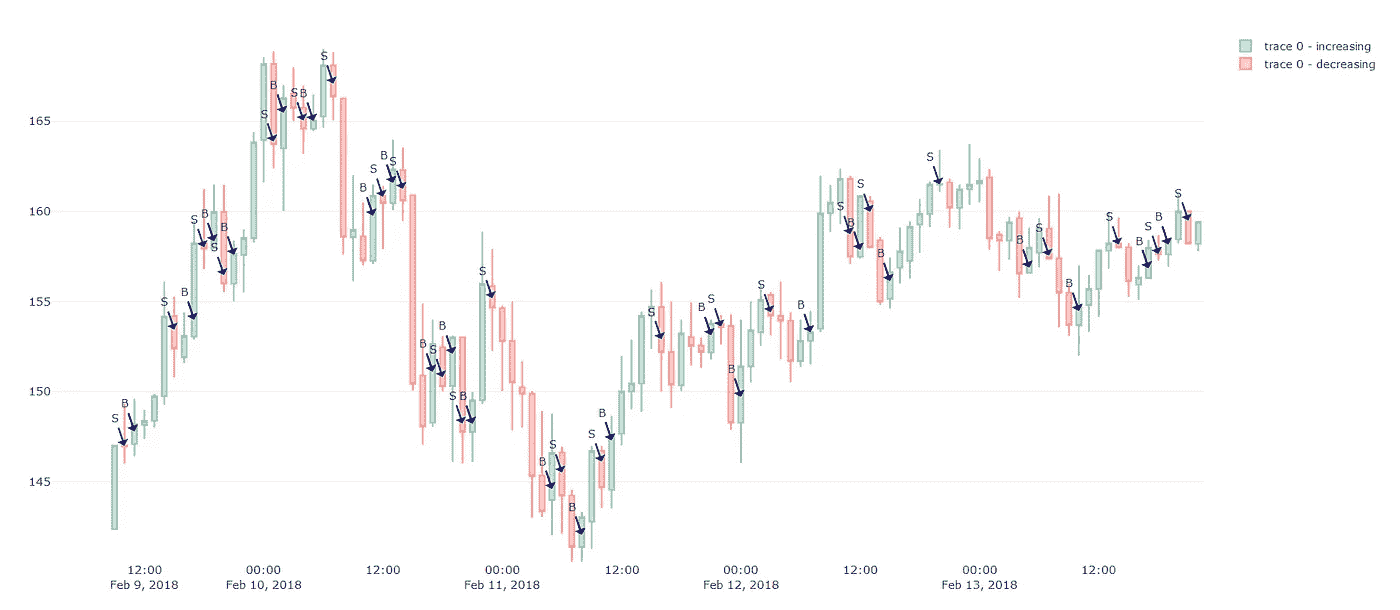 trace 0 - increasing
trace 0 - decreasing
165
160
155
150
145
S B S B S B S B S B S B S B S B S B S B S B S B S B S B S B S B S B S B S B S B S B S B S B S
12:00 00:00 12:00 00:00 12:00 00:00 12:00 00:00 12:00
Feb 9, 2018 Feb 10, 2018 Feb 11, 2018 Feb 12, 2018 Feb 13, 2018